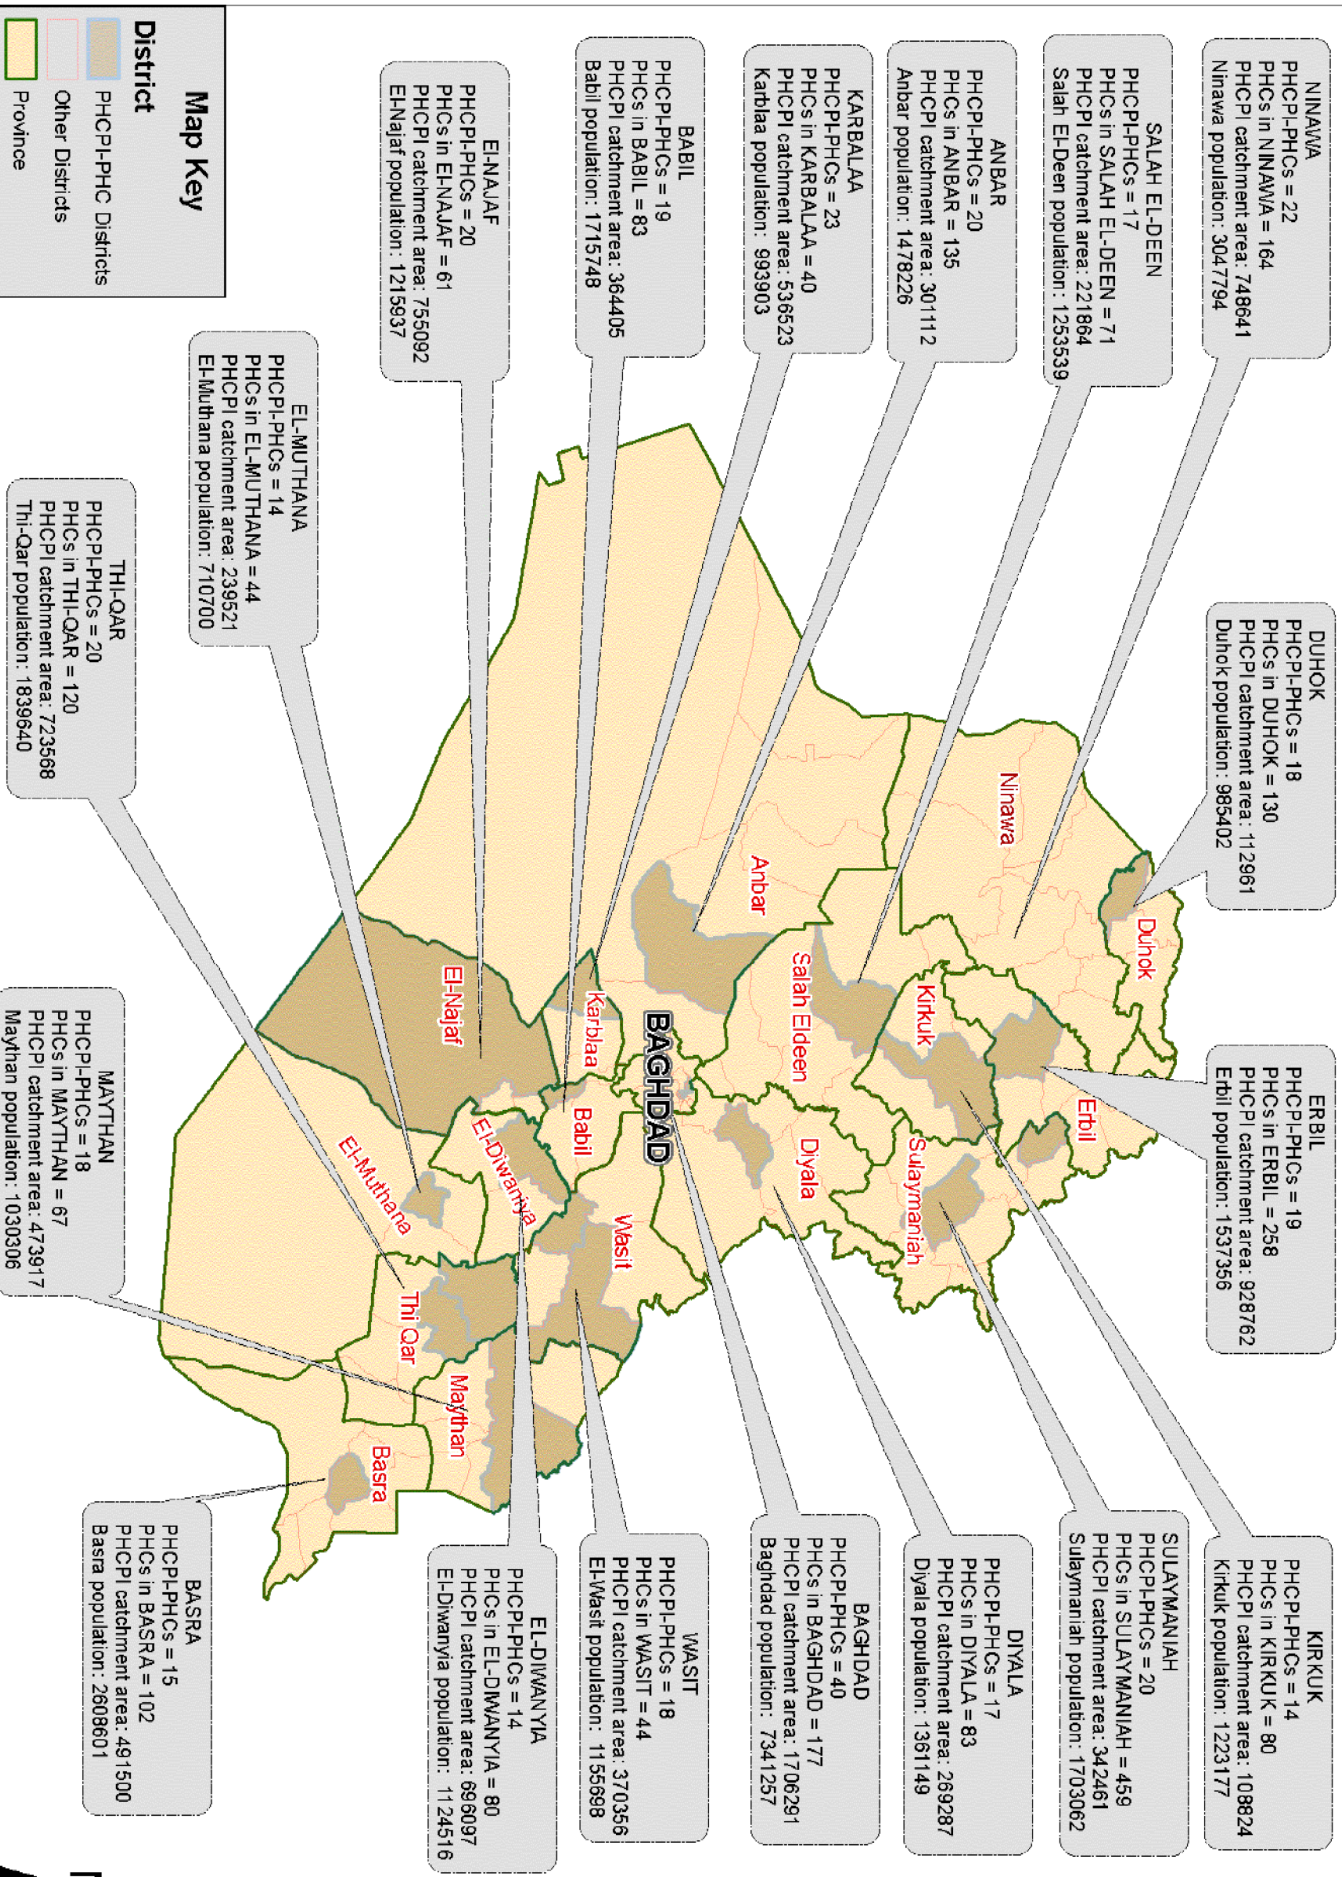 NINAWA
PHCPI-PHCs = 22
PHCs in NINAWA = 164
PHCPI catchment area: 748641
Ninawa population: 3047794
DUHOK
PHCPI-PHCs = 18
PHCs in DUHOK = 130
PHCPI catchment area: 112961
Duhok population: 985402
ERBIL
PHCPI-PHCs = 19
PHCs in ERBIL = 258
PHCPI catchment area: 928762
Erbil population: 1537356
KIRKUK
PHCPI-PHCs = 14
PHCs in KIRKUK = 80
PHCPI catchment area: 108824
Kirkuk population: 1223177
SALAH EL-DEEN
PHCPI-PHCs = 17
PHCs in SALAH EL-DEEN = 71
PHCPI catchment area: 221864
Salah El-Deen population: 1253539
SULAYMANIAH
PHCPI-PHCs = 20
PHCs in SULAYMANIAH = 459
PHCPI catchment area: 342461
Sulaymaniah population: 1703062
ANBAR
PHCPI-PHCs = 20
PHCs in ANBAR = 135
PHCPI catchment area: 301112
Anbar population: 1478226
DIYALA
PHCPI-PHCs = 17
PHCs in DIYALA = 83
PHCPI catchment area: 269287
Diyala population: 1361149
KARBALAA
PHCPI-PHCs = 23
PHCs in KARBALAA = 40
PHCPI catchment area: 536523
Karblaa population: 993903
BAGHDAD
PHCPI-PHCs = 40
PHCs in BAGHDAD = 177
PHCPI catchment area: 1706291
Baghdad population: 7341257
BABIL
PHCPI-PHCs = 19
PHCs in BABIL = 83
PHCPI catchment area: 364405
Babil population: 1715748
WASIT
PHCPI-PHCs = 18
PHCs in WASIT = 44
PHCPI catchment area: 370356
El-Wasit population: 1155698
El-NAJAF
PHCPI-PHCs = 20
PHCs in El-NAJAF = 61
PHCPI catchment area: 755092
El-Najaf population: 1215937
EL-DIWANYIA
PHCPI-PHCs = 14
PHCs in EL-DIWANYIA = 80
PHCPI catchment area: 696097
El-Diwanyia population: 1124516
EL-MUTHANA
PHCPI-PHCs = 14
PHCs in EL-MUTHANA = 44
PHCPI catchment area: 239521
El-Muthana population: 710700
THI-QAR
PHCPI-PHCs = 20
PHCs in THI-QAR = 120
PHCPI catchment area: 723568
Thi-Qar population: 1839640
MAYTHAN
PHCPI-PHCs = 18
PHCs in MAYTHAN = 67
PHCPI catchment area: 473917
Maythan population: 1030306
BASRA
PHCPI-PHCs = 15
PHCs in BASRA = 102
PHCPI catchment area: 491500
Basra population: 2608601
Duhok
Ninawa
Erbil
Kirkuk
Sulaymaniah
Salah Eldeen
Diyala
Anbar
BAGHDAD
Wasit
Karblaa
Babil
El-Diwaniya
El-Najaf
Maythan
Thi Qar
El-Muthana
Basra
Map Key
District
PHCPI-PHC Districts
Other Districts
Province